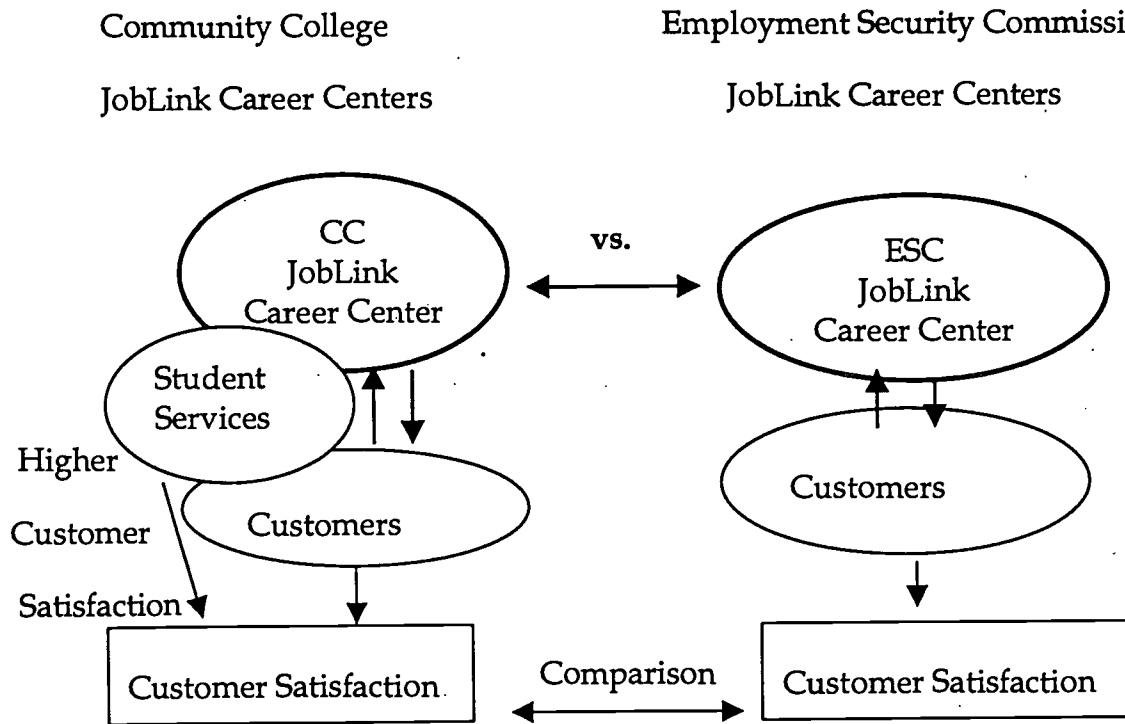 Community College
Employment Security Commissi
JobLink Career Centers
JobLink Career Centers
CC
JobLink
Career Center
vs.
ESC
JobLink
Career Center
Student
Services
Higher
Customer
Satisfaction
Customers
Customers
Customer Satisfaction
Comparison
Customer Satisfaction